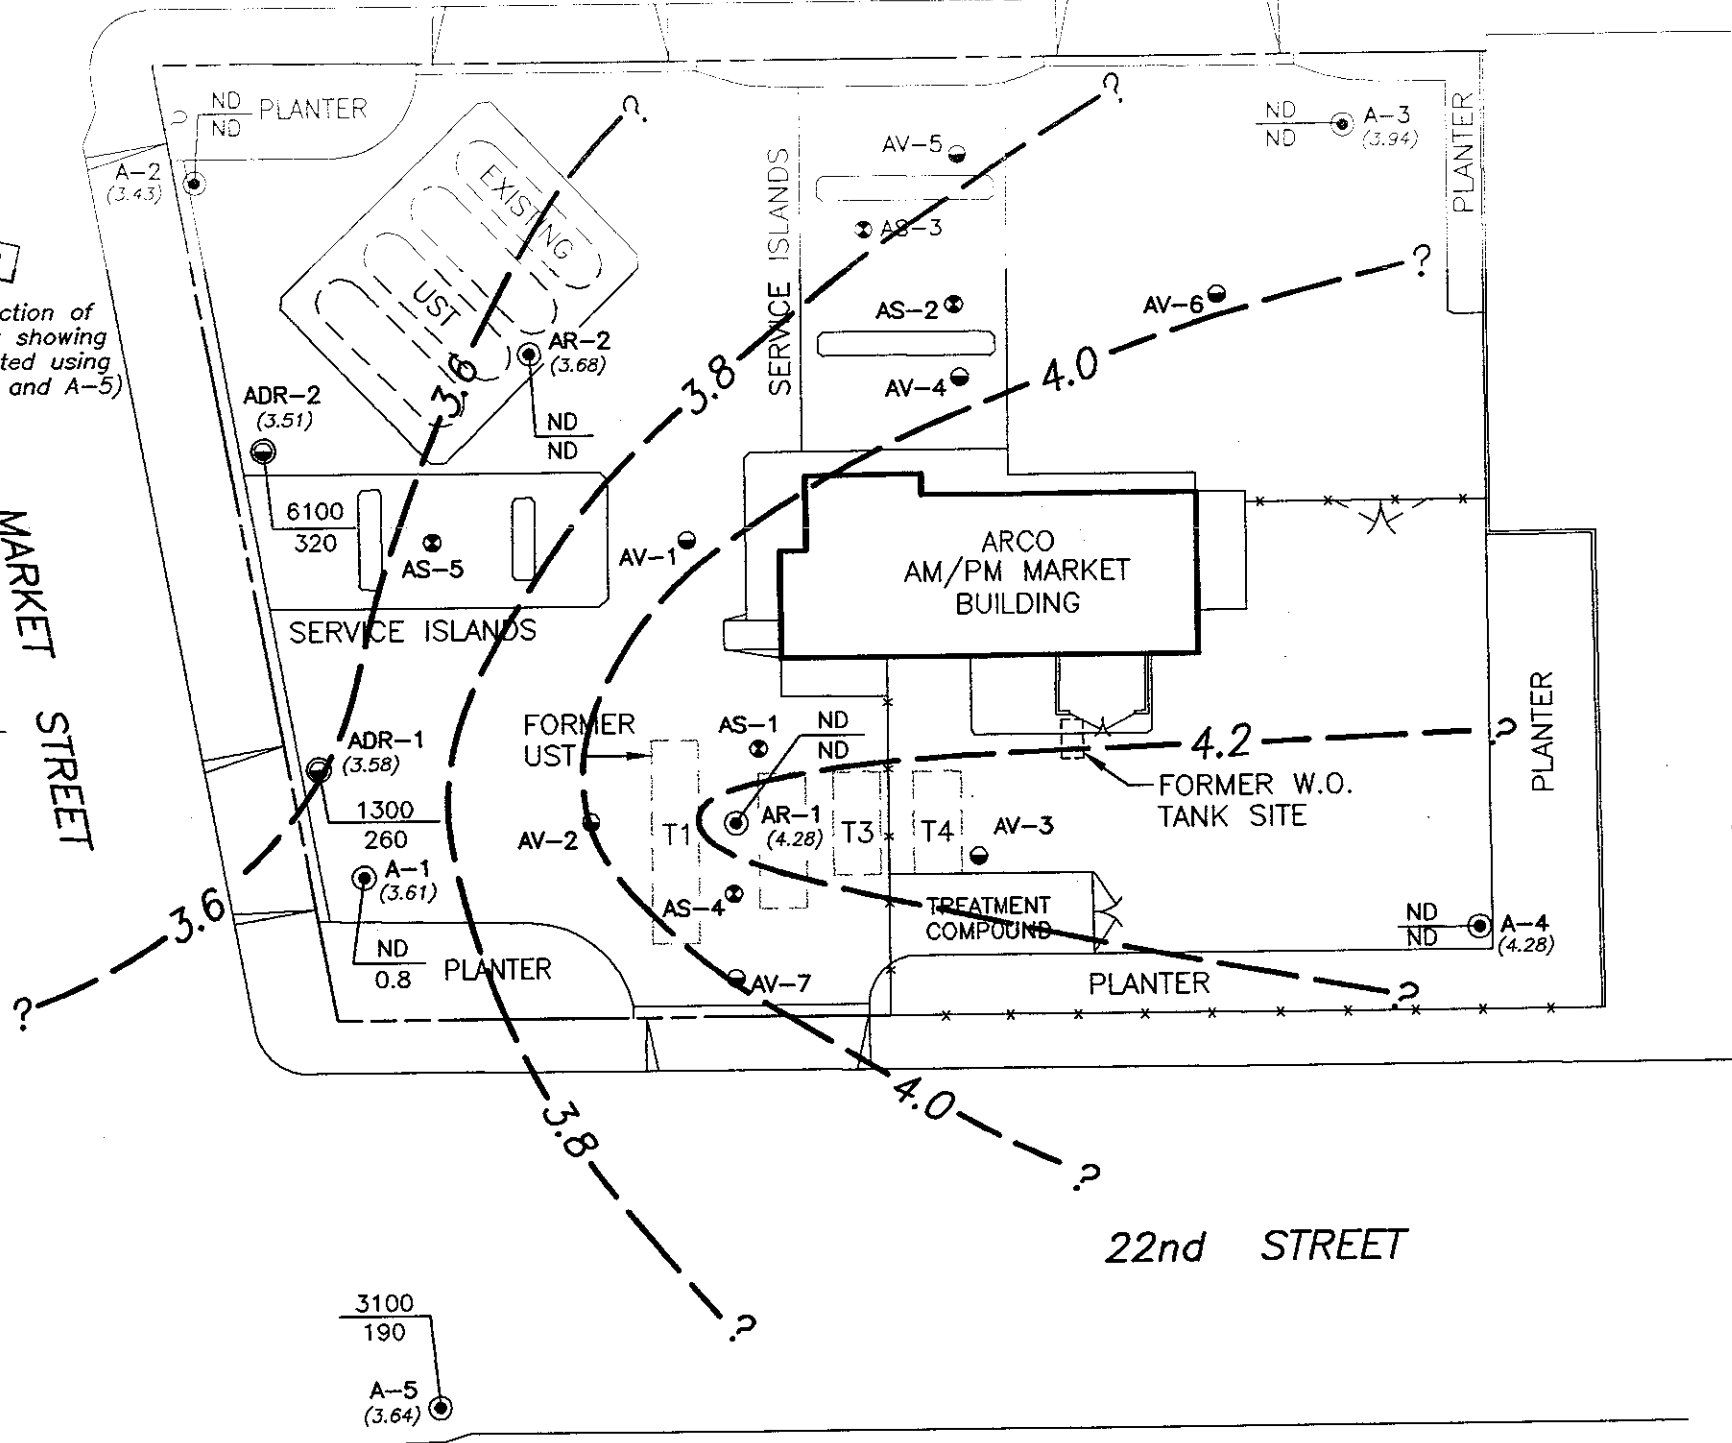 ?
?
ND
ND
PLANTER
A-2
(3.43)
EXISTING
UST
AV-5
AS-3
SERVICE ISLANDS
AS-2
AV-4
ND
ND
A-3
(3.94)
PLANTER
?
AV-6
4.0
3.8
3.6
AR-2
(3.68)
ND
ND
ction of
showing
ted using
and A-5)
ADR-2
(3.51)
6100
320
AS-5
SERVICE ISLANDS
AV-1
ARCO
AM/PM MARKET
BUILDING
MARKET STREET
FORMER
UST
AS-1
ND
ND
ADR-1
(3.58)
1300
260
A-1
(3.61)
ND
0.8
PLANTER
AV-2
T1
AR-1
(4.28)
T3
T4
AV-3
AS-4
AV-7
4.2
?
FORMER W.O.
TANK SITE
PLANTER
TREATMENT
COMPOUND
ND
ND
A-4
(4.28)
PLANTER
?
3.6
?
4.0
?
3.8
?
22nd STREET
3100
190
A-5
(3.64)